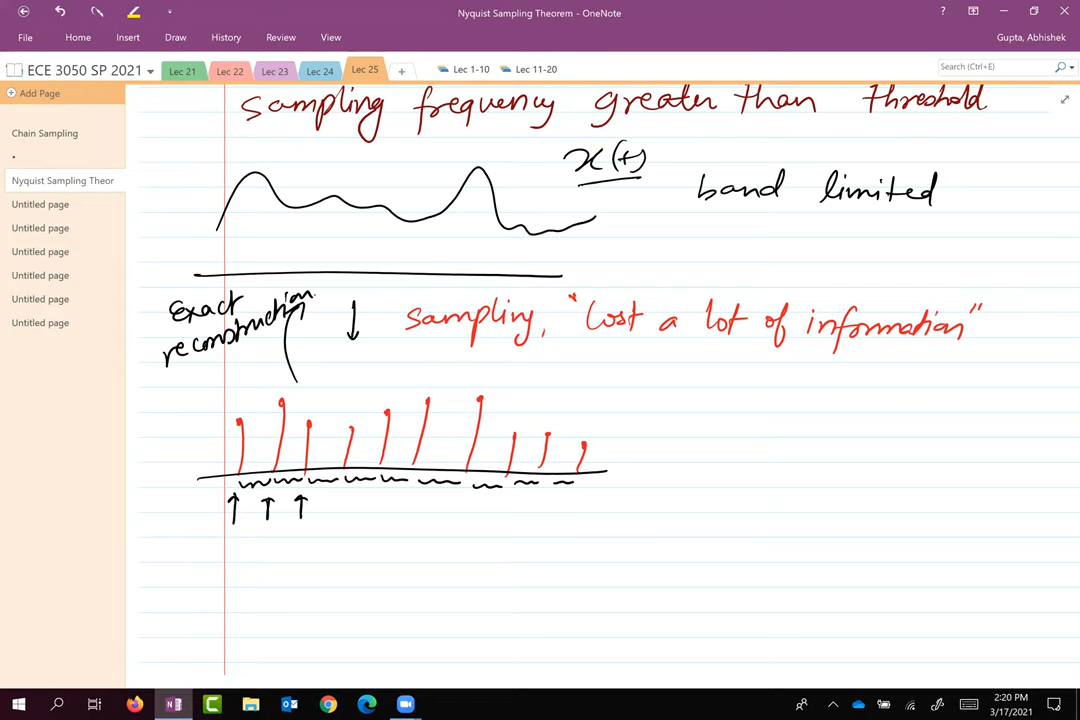 Nyquist Sampling Theorem - OneNote
?
File Home Insert Draw History Review View
Gupta, Abhishek
ECE 3050 SP 2021
Lec 21
Lec 22
Lec 23
Lec 24
Lec 25
+
Lec 1-10
Lec 11-20
Search (Ctrl+E)
Add Page
Chain Sampling
Nyquist Sampling Theor
Untitled page
Untitled page
Untitled page
Untitled page
Untitled page
Untitled page
sampling frequency greater than threshold
x(t)
band limited
exact
reconstruction
sampling, "lost a lot of information"
2:20 PM
3/17/2021